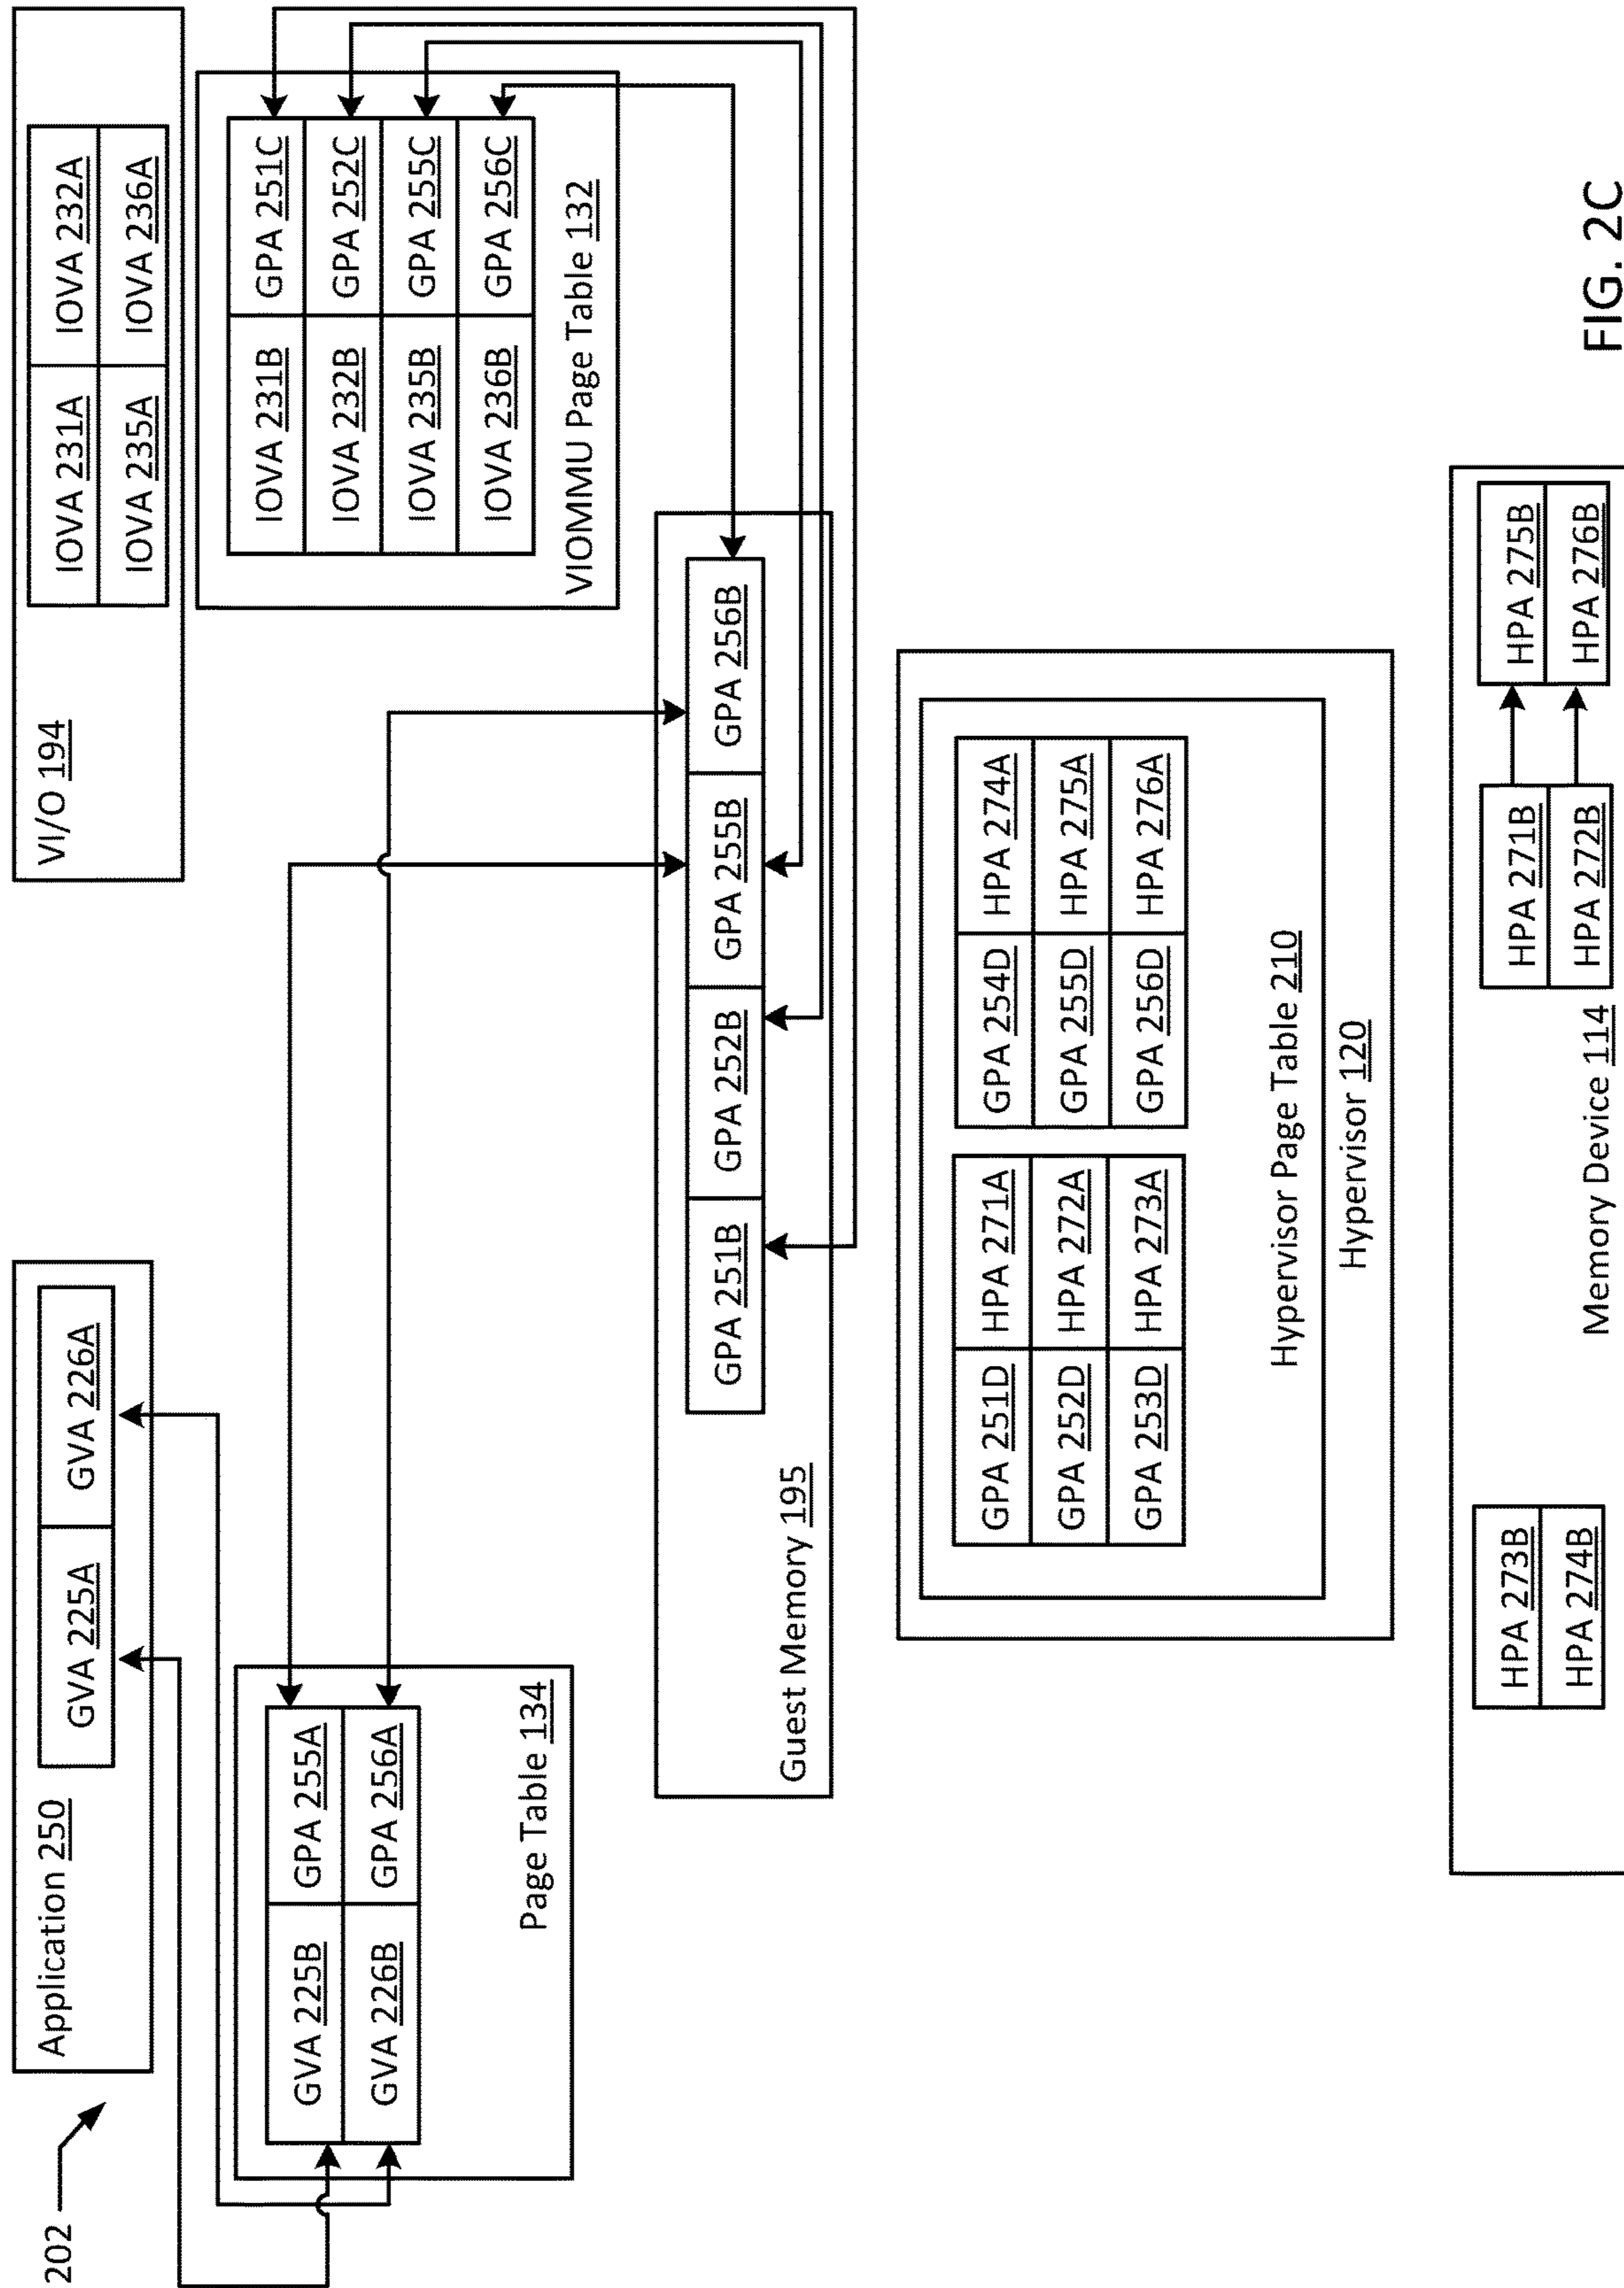 202
Application 250
GVA 225A GVA 226A
VI/O 194
IOVA 231A IOVA 232A
IOVA 235A IOVA 236A
GVA 225B GPA 255A
GVA 226B GPA 256A
Page Table 134
IOVA 231B GPA 251C
IOVA 232B GPA 252C
IOVA 235B GPA 255C
IOVA 236B GPA 256C
VIOMMU Page Table 132
GPA 251B GPA 252B GPA 255B GPA 256B
Guest Memory 195
GPA 251D HPA 271A GPA 254D HPA 274A
GPA 252D HPA 272A GPA 255D HPA 275A
GPA 253D HPA 273A GPA 256D HPA 276A
Hypervisor Page Table 210
Hypervisor 120
HPA 273B HPA 271B HPA 275B
HPA 274B HPA 272B HPA 276B
Memory Device 114
FIG. 2C